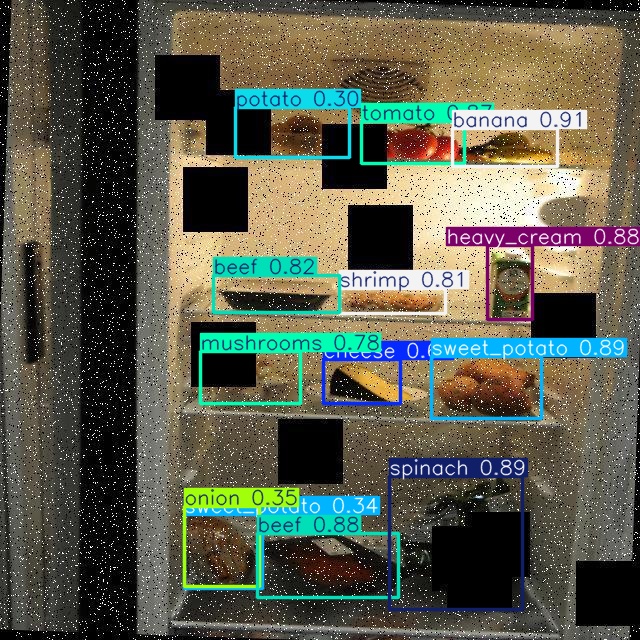 potato 0.30
tomato 0.87
banana 0.91
heavy_cream 0.88
beef 0.82
shrimp 0.81
mushrooms 0.78
cheese
sweet_potato 0.89
spinach 0.89
onion 0.35
sweet_potato 0.34
beef 0.88